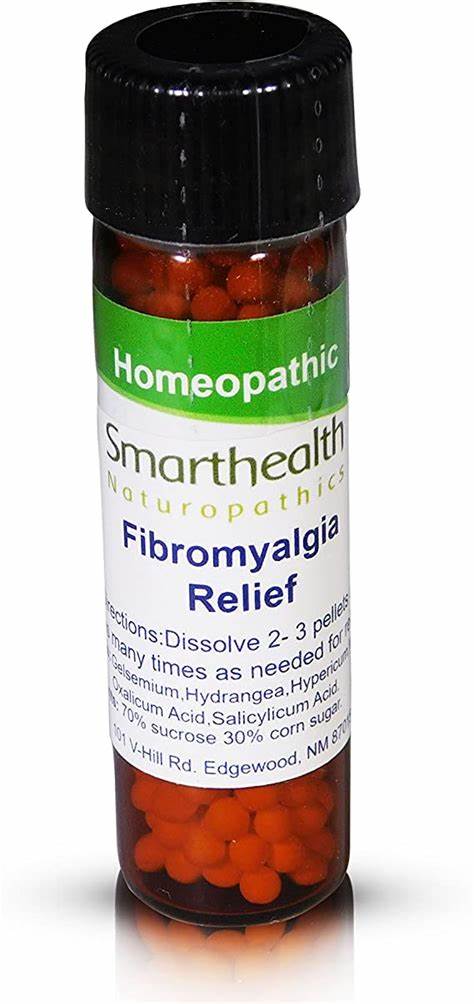 Homeopathic
Smarthealth
Naturopathics
Fibromyalgia
Relief
rections:Dissolve 2- 3 pellets
many times as needed for
Gelsemium,Hydrangea,Hypericum
Oxalicum Acid,Salicylicum Acid.
70% sucrose 30% corn sugar.
101 V-Hill Rd. Edgewood, NM